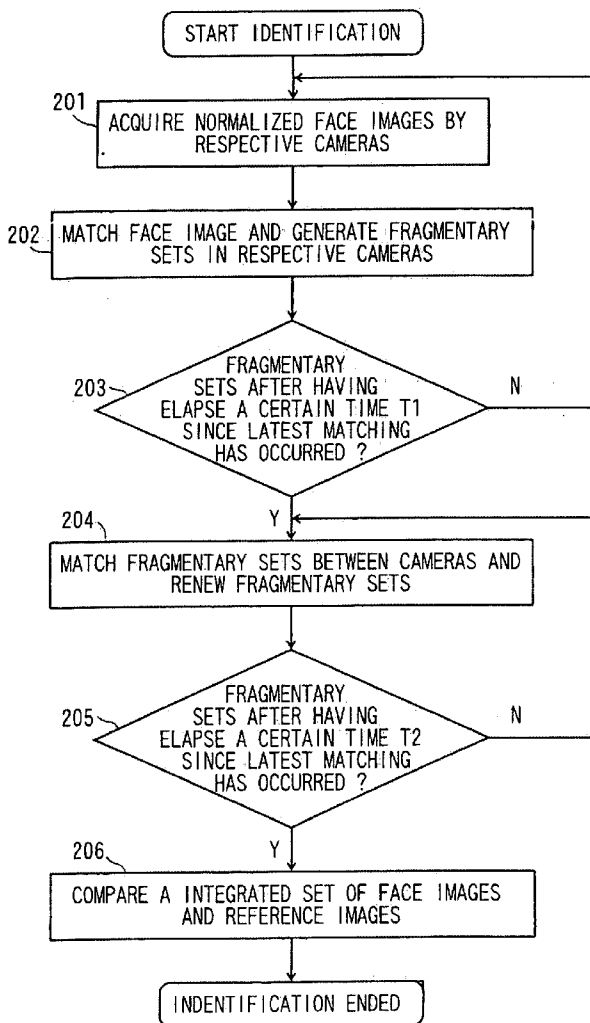 START IDENTIFICATION
201
ACQUIRE NORMALIZED FACE IMAGES BY
RESPECTIVE CAMERAS
202
MATCH FACE IMAGE AND GENERATE FRAGMENTARY
SETS IN RESPECTIVE CAMERAS
203
FRAGMENTARY
SETS AFTER HAVING
ELAPSE A CERTAIN TIME T1
SINCE LATEST MATCHING
HAS OCCURRED ?
N
Y
204
MATCH FRAGMENTARY SETS BETWEEN CAMERAS AND
RENEW FRAGMENTARY SETS
205
FRAGMENTARY
SETS AFTER HAVING
ELAPSE A CERTAIN TIME T2
SINCE LATEST MATCHING
HAS OCCURRED ?
N
Y
206
COMPARE A INTEGRATED SET OF FACE IMAGES
AND REFERENCE IMAGES
INDENTIFICATION ENDED